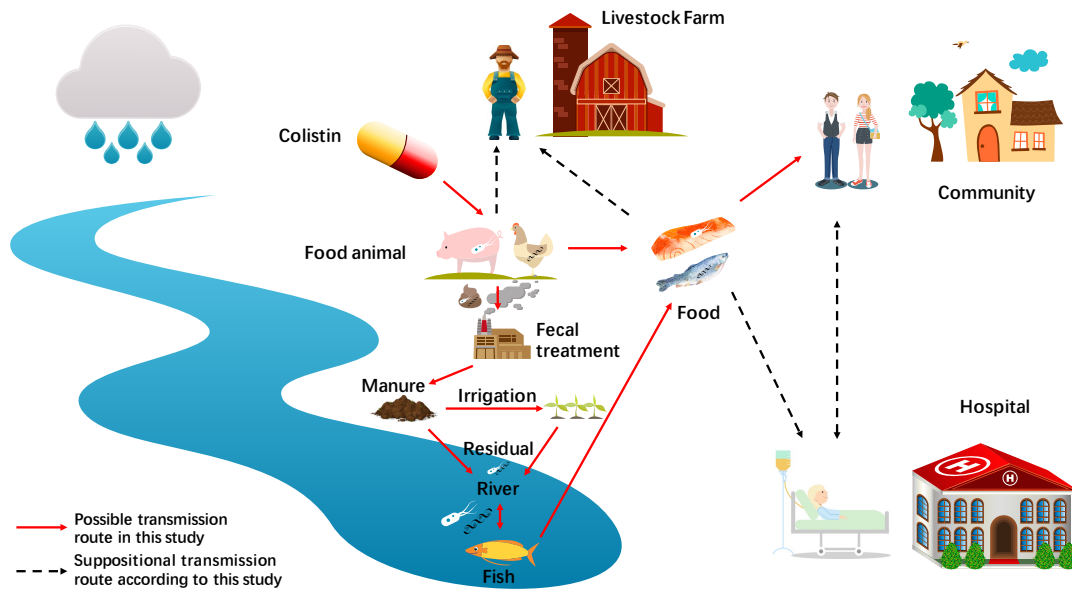 Livestock Farm
Colistin
Community
Food animal
Food
Fecal
treatment
Manure
Irrigation
Hospital
Residual
River
H
H
Possible transmission
route in this study
Suppositional transmission
route according to this study
Fish